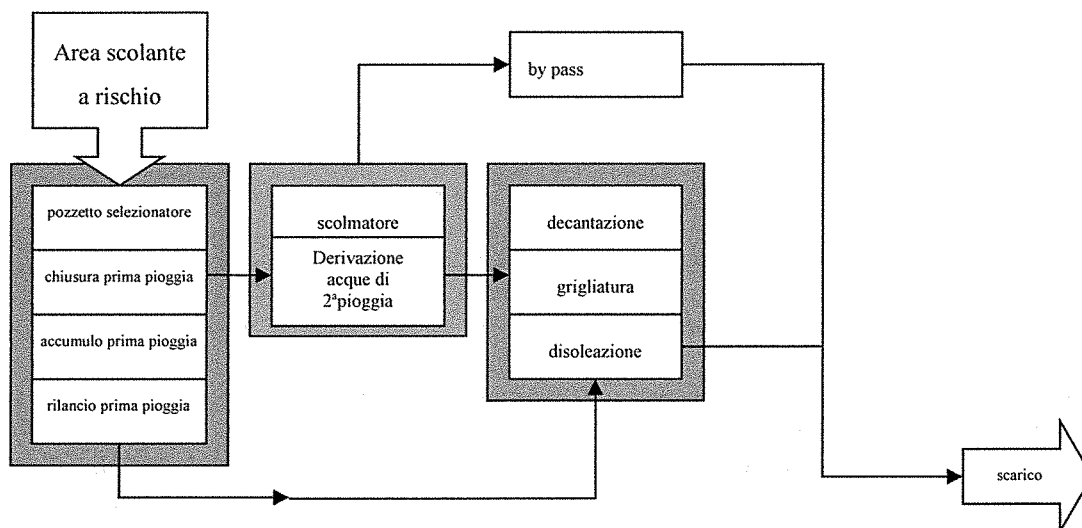 Area scolante
a rischio
by pass
pozzetto selezionatore
chiusura prima pioggia
accumulo prima pioggia
rilancio prima pioggia
scolmatore
Derivazione
acque di
2ªpioggia
decantazione
grigliatura
disoleazione
scarico